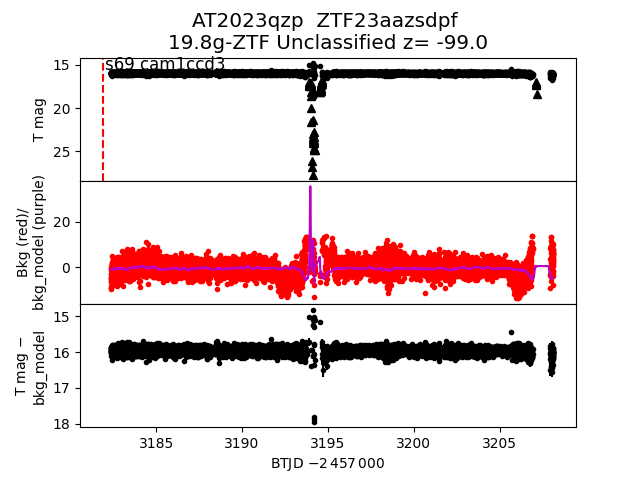 AT2023qzp  ZTF23aazsdpf
19.8g-ZTF Unclassified z= -99.0
s69 cam1ccd3
15
20
25
T mag
20
0
Bkg (red)/
bkg_model (purple)
15
16
17
18
T mag −
bkg_model
3185
3190
3195
3200
3205
BTJD −2 457 000